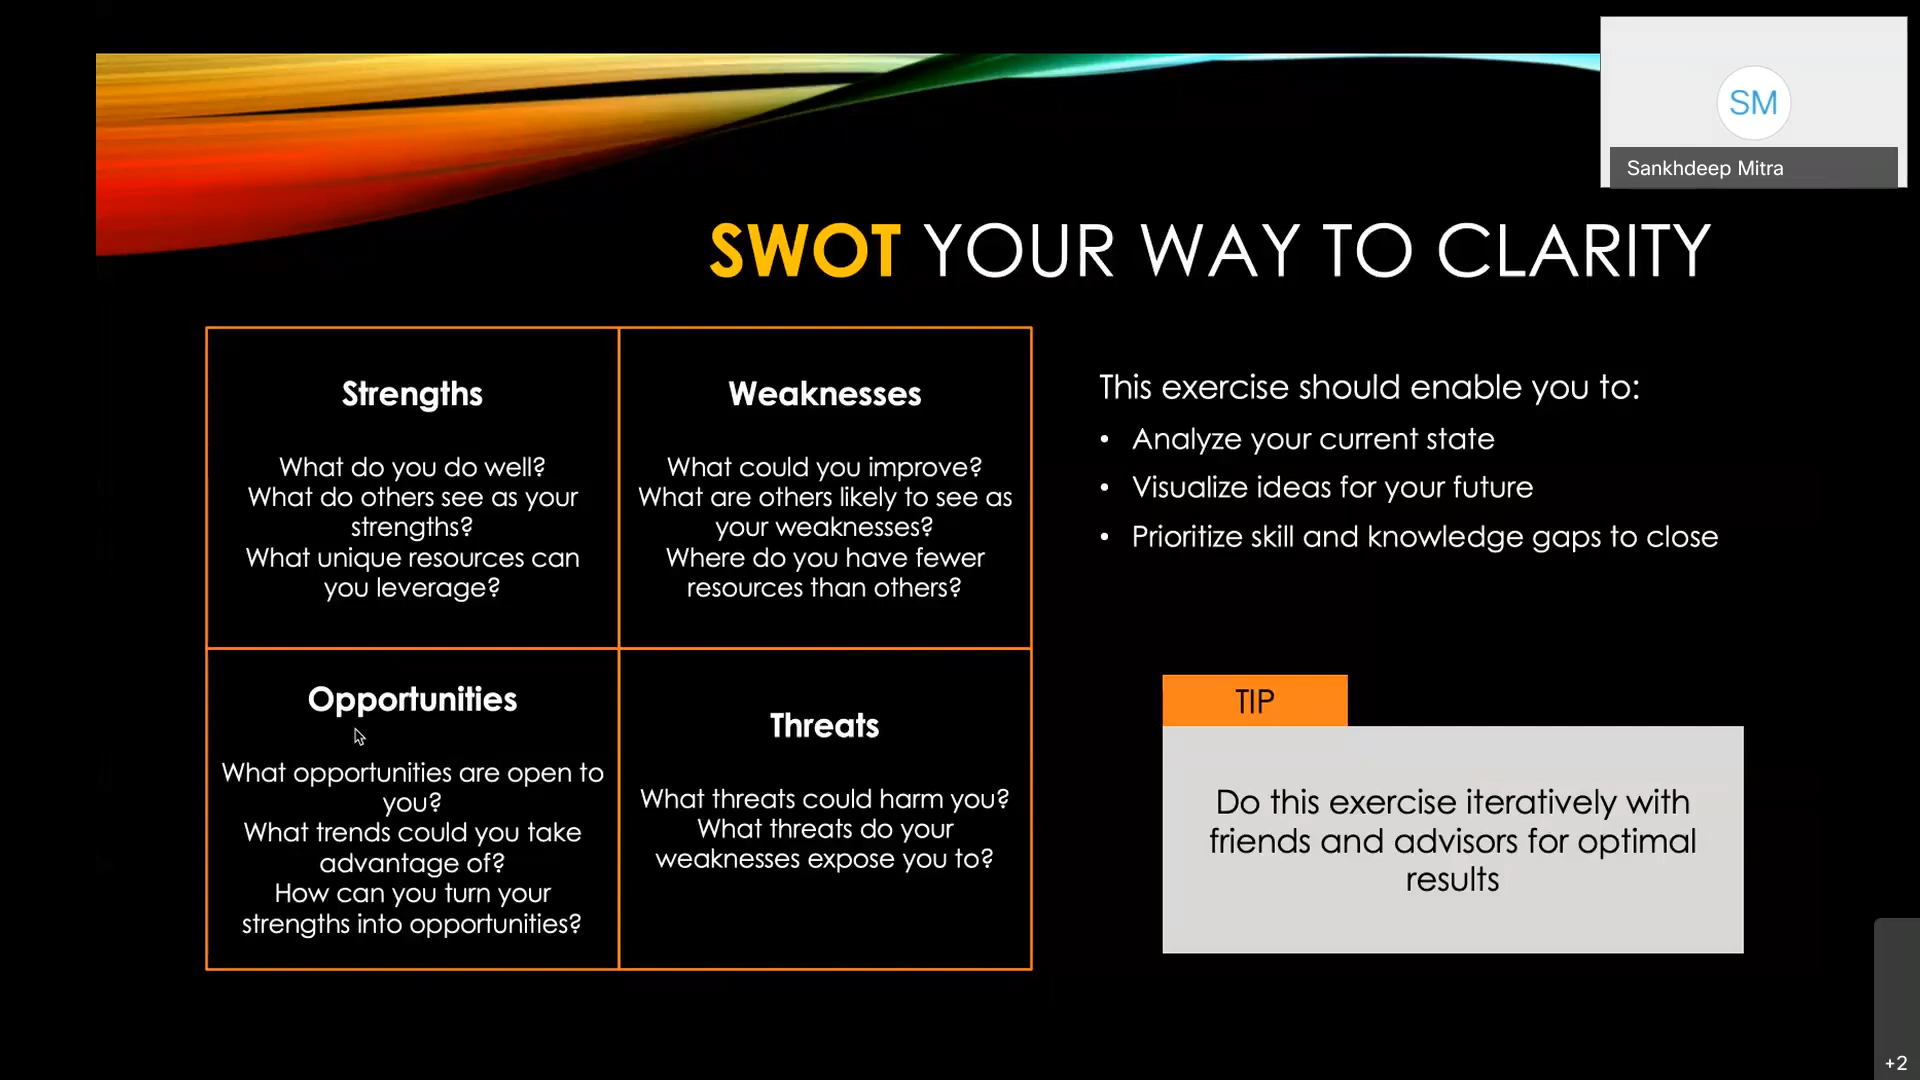 SM
Sankhdeep Mitra
SWOT YOUR WAY TO CLARITY
Strengths
What do you do well?
What do others see as your
strengths?
What unique resources can
you leverage?
Weaknesses
What could you improve?
What are others likely to see as
your weaknesses?
Where do you have fewer
resources than others?
Opportunities
What opportunities are open to
you?
What trends could you take
advantage of?
How can you turn your
strengths into opportunities?
Threats
What threats could harm you?
What threats do your
weaknesses expose you to?
This exercise should enable you to:
• Analyze your current state
• Visualize ideas for your future
• Prioritize skill and knowledge gaps to close
TIP
Do this exercise iteratively with
friends and advisors for optimal
results
+2